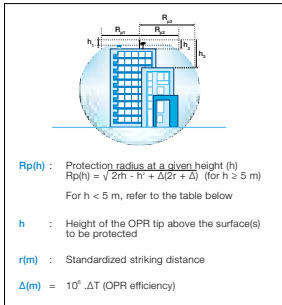 Rp1 Rp2
Rp3
h1 h2
h3
Rp(h) : Protection radius at a given height (h)
Rp(h) = √ 2rh - h² + Δ(2r + Δ) (for h ≥ 5 m)
For h < 5 m, refer to the table below
h : Height of the OPR tip above the surface(s)
to be protected
r(m) : Standardized striking distance
Δ(m) = 10⁶ .ΔT (OPR efficiency)